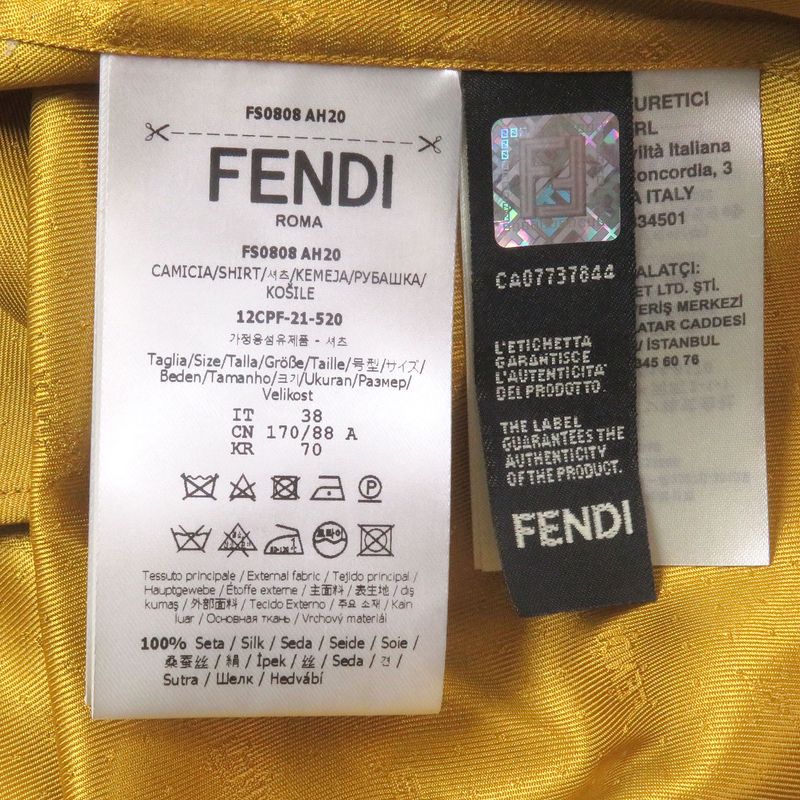 FS0808 AH20
FENDI
ROMA
FS0808 AH20
CAMICIA/SHIRT/셔츠/KEMEJA/РУБАШКА/
KOŠILE
12CPF-21-520
가정용섬유제품 - 셔츠
Taglia/Size/Talla/Größe/Taille/号型/サイズ/
Beden/Tamanho/크기/Ukuran/Размер/
Velikost
IT 38
CN 170/88 A
KR 70
드라이
Tessuto principale / External fabric / Tejido principal /
Hauptgewebe / Étoffe externe / 主面料 / 表生地 / dış
kumaş / 外部面料 / Tecido Externo / 주요 소재 / Kain
luar / Основная ткань / Vrchový materiál
100% Seta / Silk / Seda / Seide / Soie /
桑蚕丝 / 絹 / İpek / 丝 / Seda / 견 /
Sutra / Шелк / Hedvábí
CA07737844
L'ETICHETTA
GARANTISCE
L'AUTENTICITA'
DEL PRODOTTO.
THE LABEL
GUARANTEES THE
AUTHENTICITY
OF THE PRODUCT.
FENDI
URETICI
RL
viltà Italiana
Concordia, 3
A ITALY
34501
ALATÇI:
ET LTD. ŞTİ.
TERİŞ MERKEZİ
ATAR CADDESİ
/ İSTANBUL
345 60 76